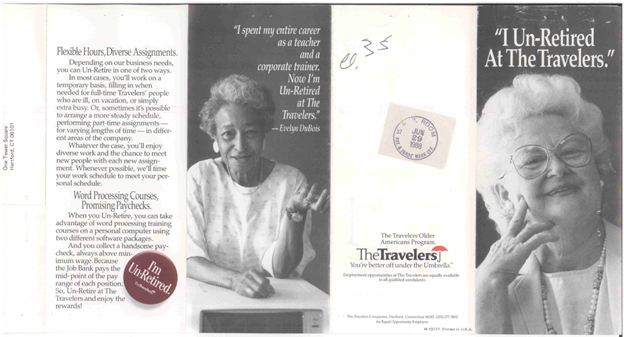 One Tower Square
Hartford, CT 06101
Flexible Hours, Diverse Assignments.
Depending on our business needs,
you can Un-Retire in one of two ways.
In most cases, you'll work on a
temporary basis, filling in when
needed for full-time Travelers' people
who are ill, on vacation, or simply
extra busy. Or, sometimes it's possible
to arrange a more steady schedule,
performing part-time assignments —
for varying lengths of time — in differ-
ent areas of the company.
Whatever the case, you'll enjoy
diverse work and the chance to meet
new people with each new assign-
ment. Whenever possible, we'll time
your work schedule to meet your per-
sonal schedule.
Word Processing Courses,
Promising Paychecks.
When you Un-Retire, you can take
advantage of word processing training
courses on a personal computer using
two different software packages.
And you collect a handsome pay-
check, always above min-
imum wage. Because
the Job Bank pays the
mid-point of the pay
range of each position.
So, Un-Retire at The
Travelers and enjoy the
rewards!
I'm
Un-Retired.
"I spent my entire career
as a teacher
and a
corporate trainer.
Now I'm
Un-Retired
at The
Travelers."
— Evelyn DuBois
35
ROOM
JUN
29
1988
& TRADE MARK OFF.
The Travelers' Older
Americans Program.
TheTravelers
You're better off under the Umbrella.
Employment opportunities at The Travelers are equally available
to all qualified candidates.
The Travelers Companies, Hartford, Connecticut
An Equal Opportunity Employer
Printed in U.S.A.
"I Un-Retired
At The Travelers."